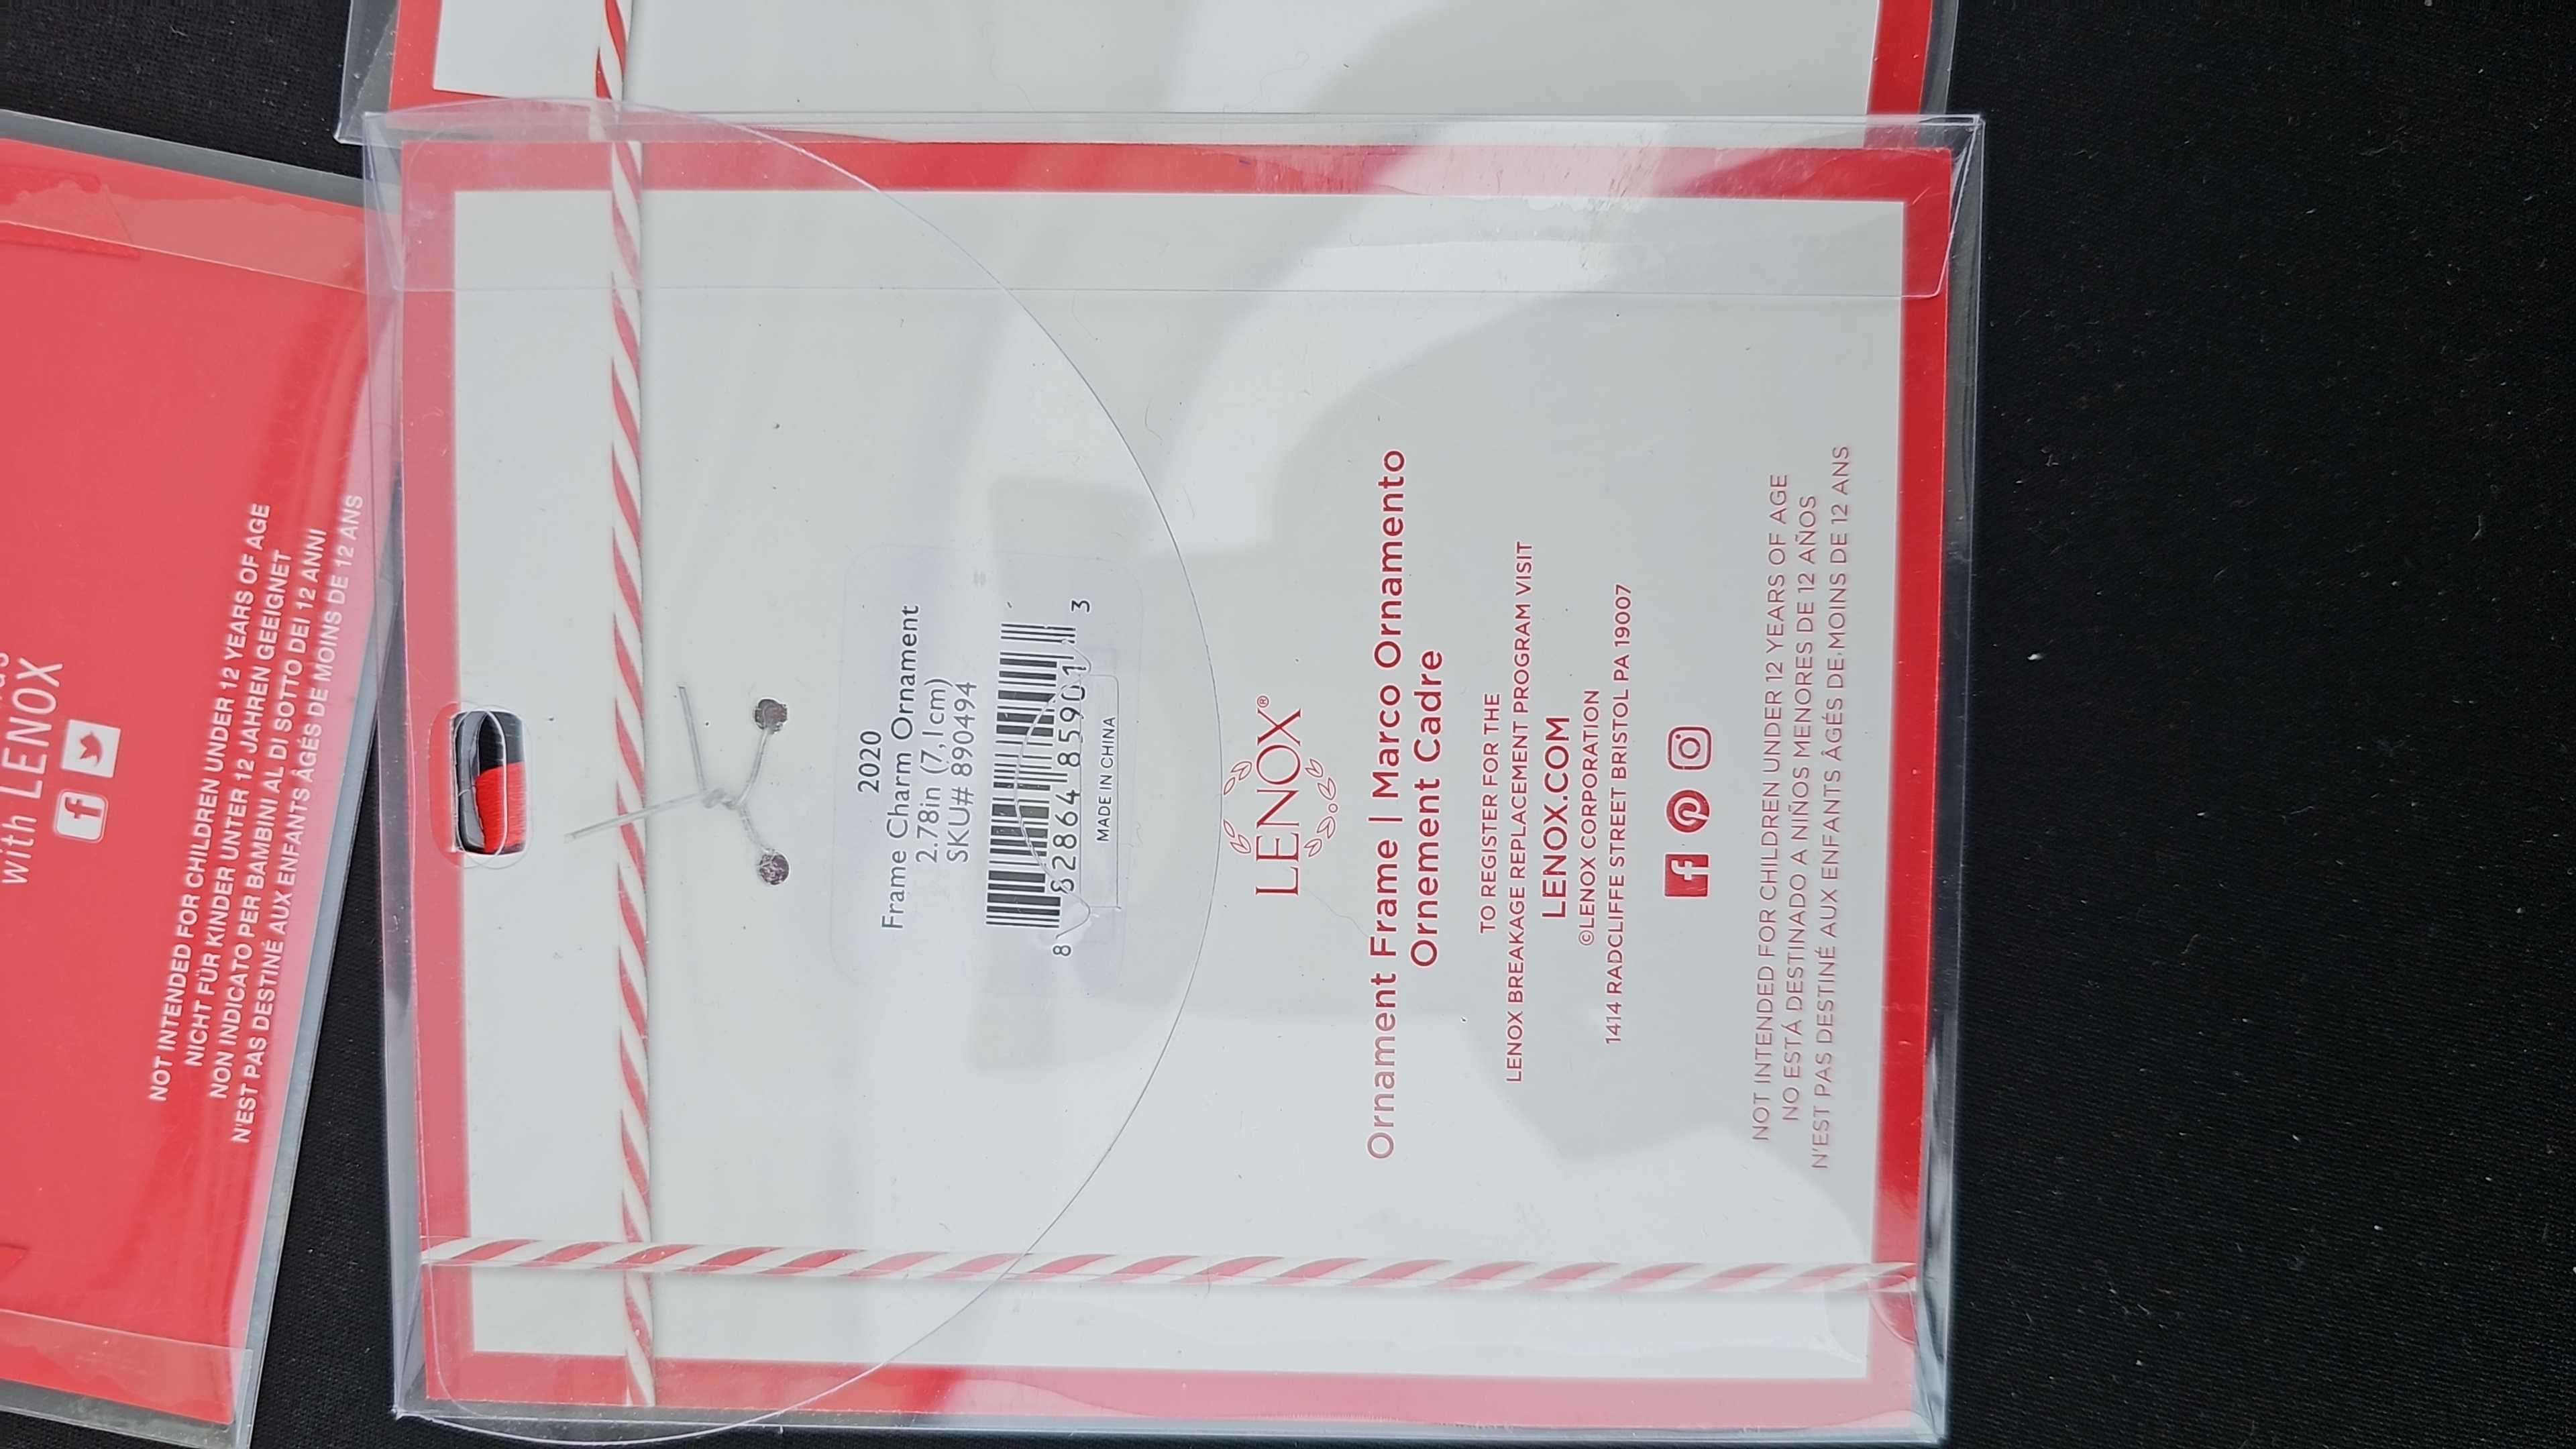 with LENOX
NOT INTENDED FOR CHILDREN UNDER 12 YEARS OF AGE
NICHT FÜR KINDER UNTER 12 JAHREN GEEIGNET
NON INDICATO PER BAMBINI AL DI SOTTO DEI 12 ANNI
N'EST PAS DESTINÉ AUX ENFANTS ÂGÉS DE MOINS DE 12 ANS
2020
Frame Charm Ornament
2.78in (7,1cm)
SKU# 890494
8 82864 85901 3
MADE IN CHINA
LENOX®
Ornament Frame | Marco Ornamento
Ornement Cadre
TO REGISTER FOR THE
LENOX BREAKAGE REPLACEMENT PROGRAM VISIT
LENOX.COM
©LENOX CORPORATION
1414 RADCLIFFE STREET BRISTOL PA 19007
NOT INTENDED FOR CHILDREN UNDER 12 YEARS OF AGE
NO ESTÁ DESTINADO A NIÑOS MENORES DE 12 AÑOS
N'EST PAS DESTINÉ AUX ENFANTS ÂGÉS DE MOINS DE 12 ANS